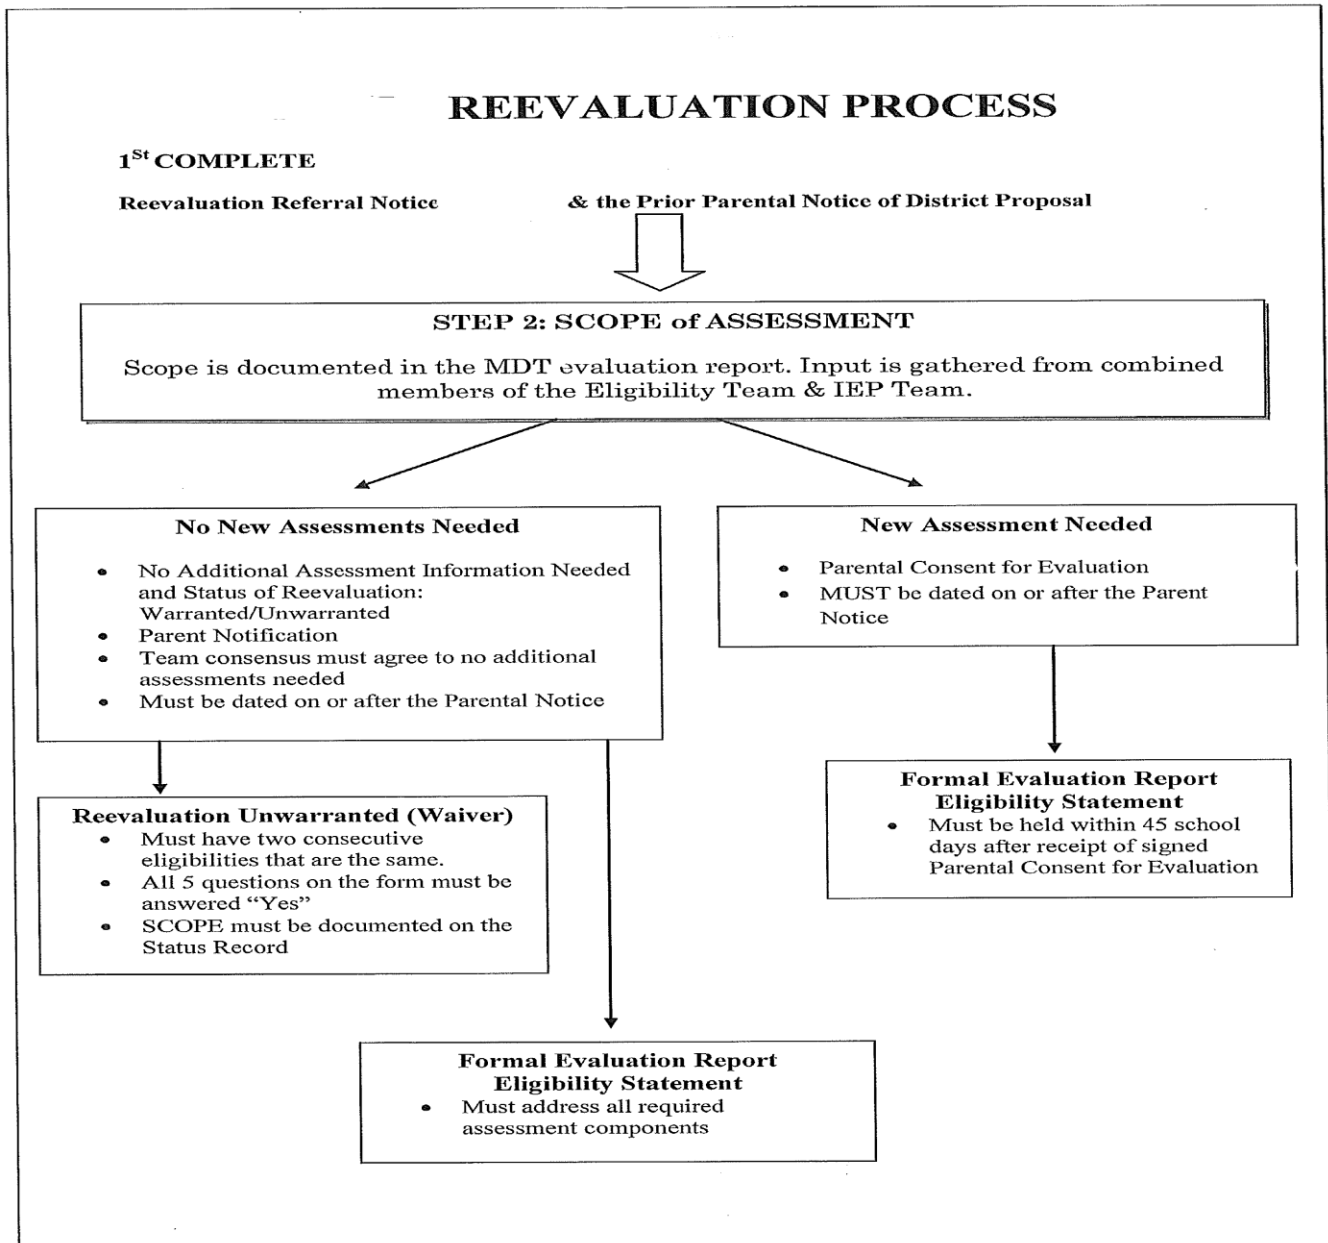 REEVALUATION PROCESS
1St COMPLETE
Reevaluation Referral Notice & the Prior Parental Notice of District Proposal
STEP 2: SCOPE of ASSESSMENT
Scope is documented in the MDT evaluation report. Input is gathered from combined
members of the Eligibility Team & IEP Team.
No New Assessments Needed
• No Additional Assessment Information Needed
and Status of Reevaluation:
Warranted/Unwarranted
• Parent Notification
• Team consensus must agree to no additional
assessments needed
• Must be dated on or after the Parental Notice
New Assessment Needed
• Parental Consent for Evaluation
• MUST be dated on or after the Parent
Notice
Reevaluation Unwarranted (Waiver)
• Must have two consecutive
eligibilities that are the same.
• All 5 questions on the form must be
answered “Yes”
• SCOPE must be documented on the
Status Record
Formal Evaluation Report
Eligibility Statement
• Must be held within 45 school
days after receipt of signed
Parental Consent for Evaluation
Formal Evaluation Report
Eligibility Statement
• Must address all required
assessment components